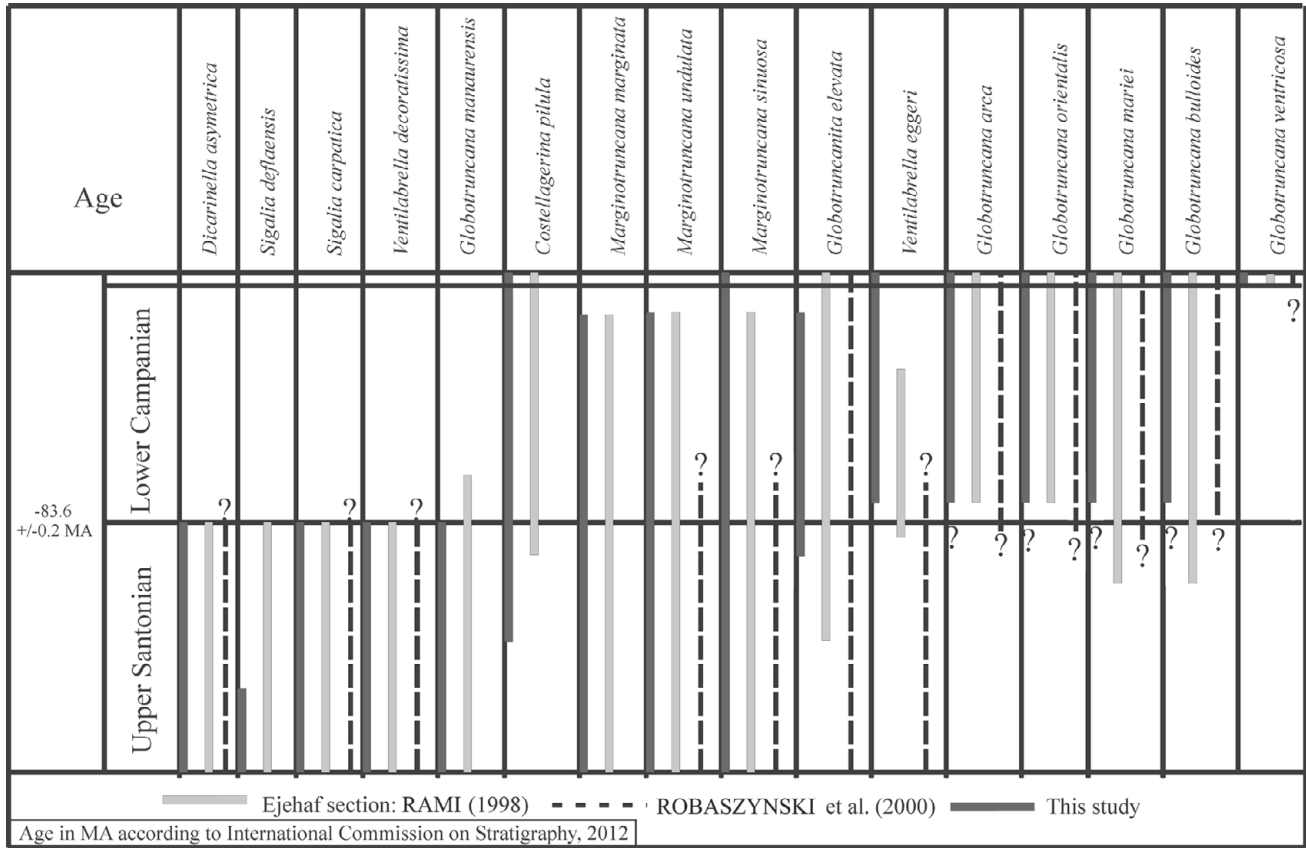 Age
Dicarinella asymetrica
Sigalia deflaensis
Sigalia carpatica
Ventilabrella decoratissima
Globotruncana manaurensis
Costellagerina pilula
Marginotruncana marginata
Marginotruncana undulata
Marginotruncana sinuosa
Globotruncanita elevata
Ventilabrella eggeri
Globotruncana arca
Globotruncana orientalis
Globotruncana mariei
Globotruncana bulloides
Globotruncana ventricosa
Lower Campanian
?
? ?
?
? ? ?
-83.6
+/-0.2 MA
? ? ? ? ? ? ? ?
Upper Santonian
Ejehaf section: RAMI (1998)
ROBASZYNSKI et al. (2000)
This study
Age in MA according to International Commission on Stratigraphy, 2012